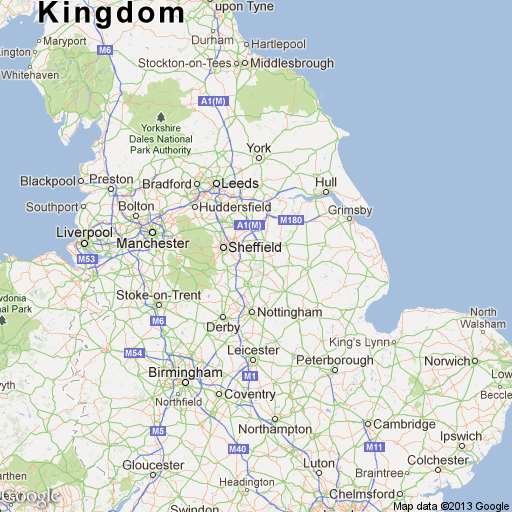 Kingdom
upon Tyne
Maryport
M6
Durham
Hartlepool
Whitehaven
Stockton-on-Tees
Middlesbrough
A1(M)
Yorkshire
Dales National
Park Authority
York
Blackpool
Preston
Bradford
Leeds
Hull
Southport
Bolton
Huddersfield
Grimsby
M180
A1(M)
Liverpool
Manchester
Sheffield
M53
Park
Stoke-on-Trent
Nottingham
M6
Derby
North
Walsham
King's Lynn
M54
Leicester
Peterborough
Norwich
Birmingham
M1
Northfield
Coventry
Northampton
Cambridge
M5
M40
M11
Ipswich
Gloucester
Luton
Braintree
Colchester
Headington
Chelmsford
Swindon
Google
Map data ©2013 Google